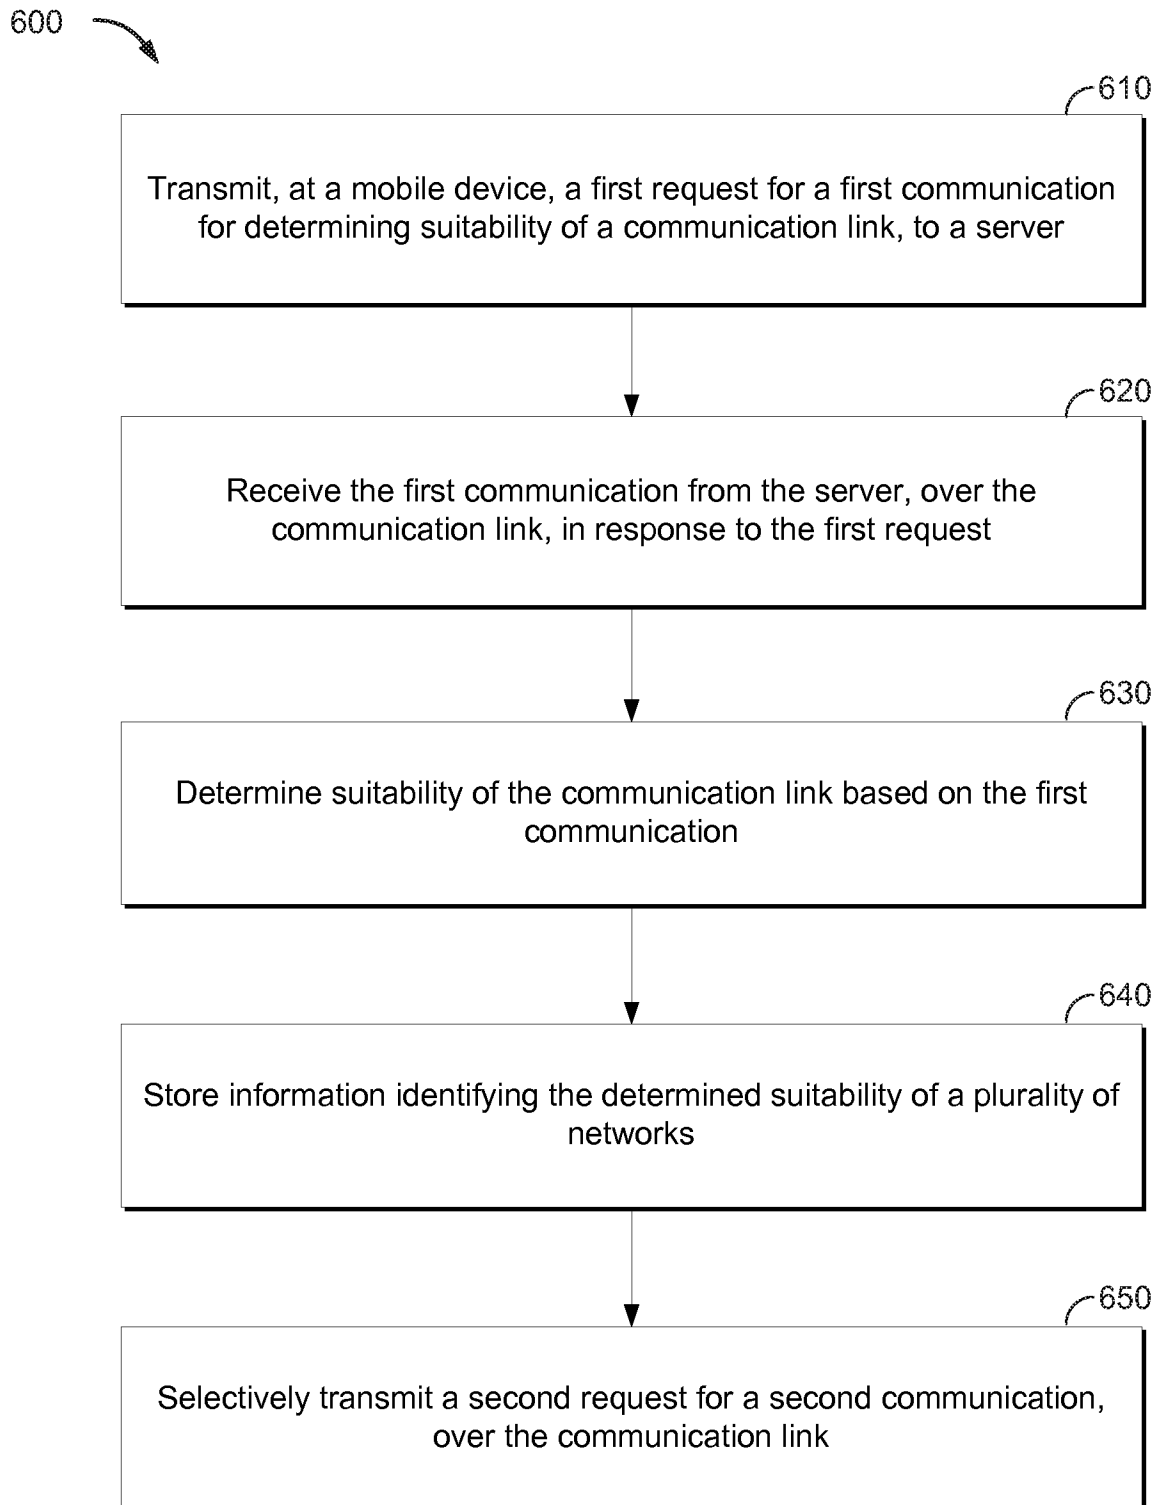 600
610
Transmit, at a mobile device, a first request for a first communication
for determining suitability of a communication link, to a server
620
Receive the first communication from the server, over the
communication link, in response to the first request
630
Determine suitability of the communication link based on the first
communication
640
Store information identifying the determined suitability of a plurality of
networks
650
Selectively transmit a second request for a second communication,
over the communication link